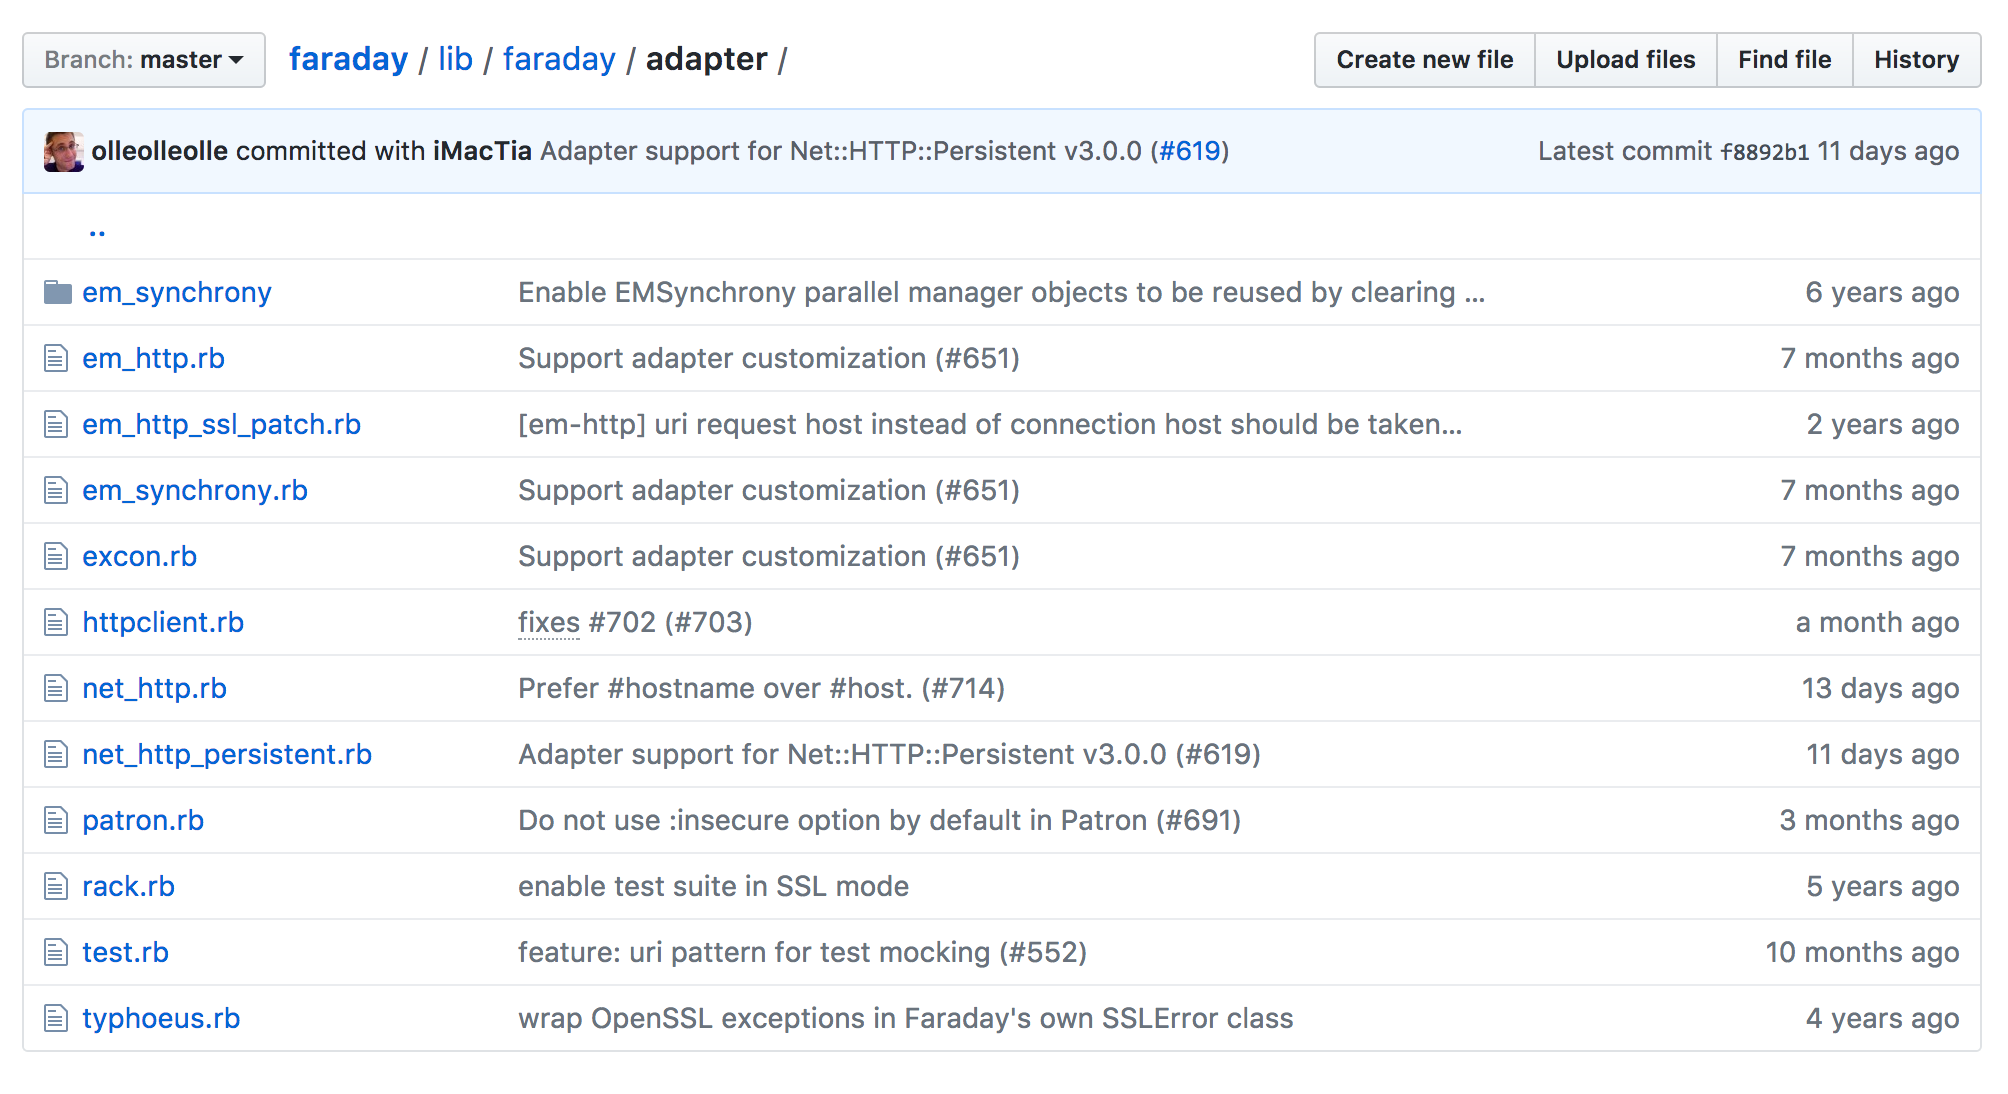 Branch: master faraday / lib / faraday / adapter / Create new file Upload files Find file History
olleolleolle committed with iMacTia Adapter support for Net::HTTP::Persistent v3.0.0 (#619) Latest commit f8892b1 11 days ago
..
em_synchrony Enable EMSynchrony parallel manager objects to be reused by clearing ... 6 years ago
em_http.rb Support adapter customization (#651) 7 months ago
em_http_ssl_patch.rb [em-http] uri request host instead of connection host should be taken... 2 years ago
em_synchrony.rb Support adapter customization (#651) 7 months ago
excon.rb Support adapter customization (#651) 7 months ago
httpclient.rb fixes #702 (#703) a month ago
net_http.rb Prefer #hostname over #host. (#714) 13 days ago
net_http_persistent.rb Adapter support for Net::HTTP::Persistent v3.0.0 (#619) 11 days ago
patron.rb Do not use :insecure option by default in Patron (#691) 3 months ago
rack.rb enable test suite in SSL mode 5 years ago
test.rb feature: uri pattern for test mocking (#552) 10 months ago
typhoeus.rb wrap OpenSSL exceptions in Faraday's own SSLError class 4 years ago